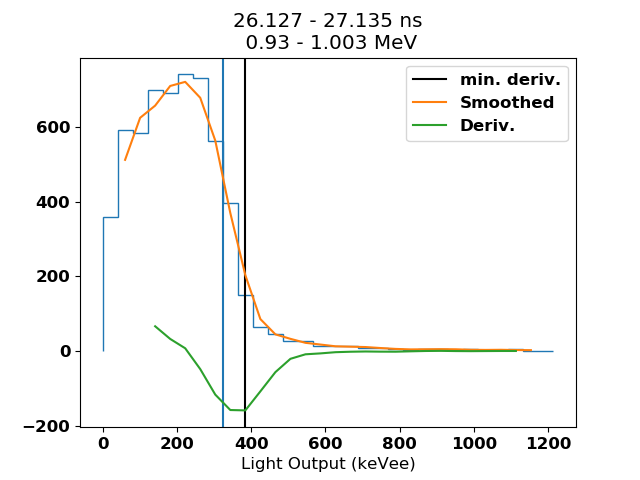 26.127 - 27.135 ns
0.93 - 1.003 MeV
min. deriv.
Smoothed
Deriv.
600
400
200
0
−200
0 200 400 600 800 1000 1200
Light Output (keVee)